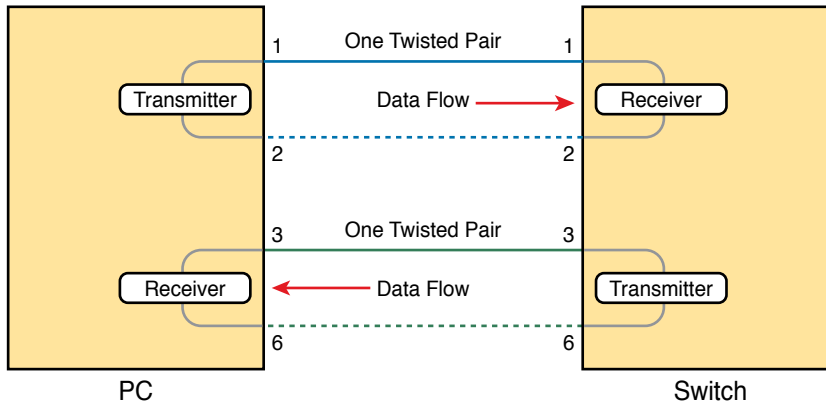 1 One Twisted Pair 1
Transmitter Data Flow Receiver
2 2
3 One Twisted Pair 3
Receiver Data Flow Transmitter
6 6
PC Switch